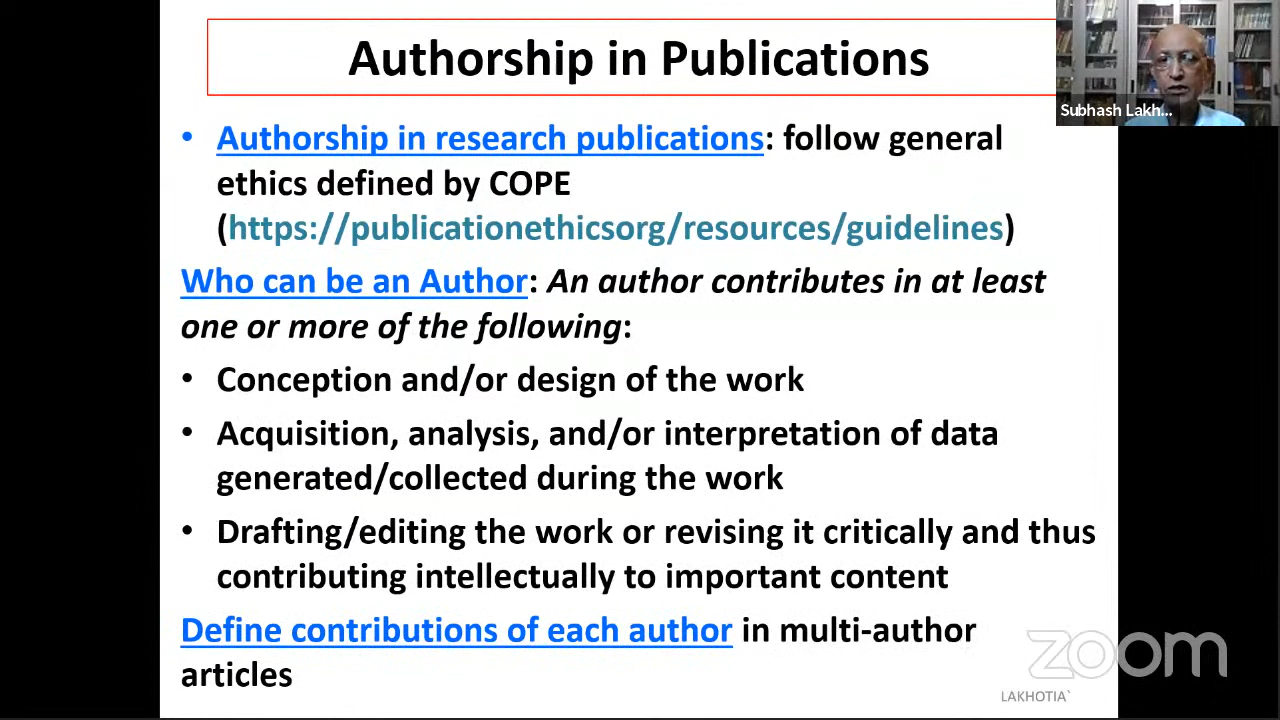 Authorship in Publications
Subhash Lakh...
• Authorship in research publications: follow general
ethics defined by COPE
(https://publicationethicsorg/resources/guidelines)
Who can be an Author: An author contributes in at least
one or more of the following:
• Conception and/or design of the work
• Acquisition, analysis, and/or interpretation of data
generated/collected during the work
• Drafting/editing the work or revising it critically and thus
contributing intellectually to important content
Define contributions of each author in multi-author
articles
zoom
LAKHOTIA`